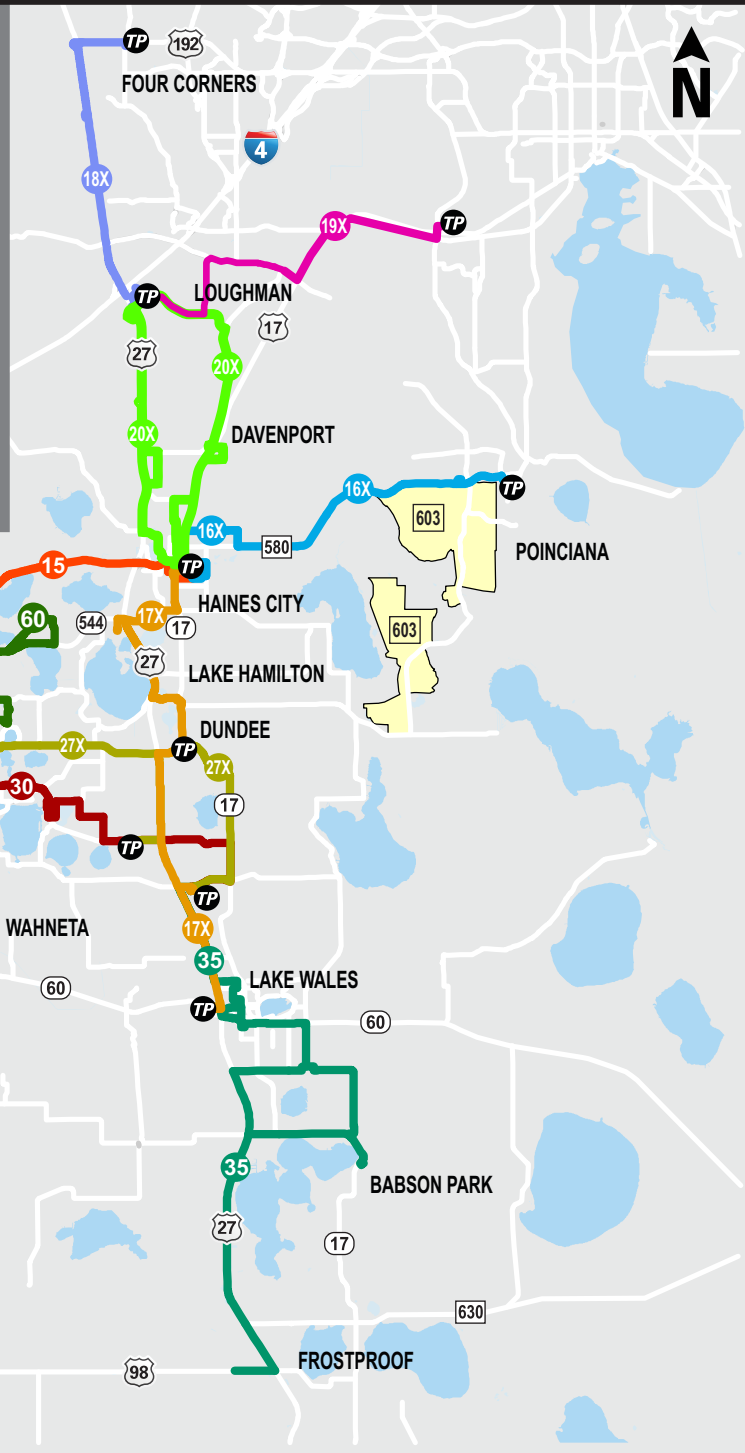 TP
192
FOUR CORNERS
N
4
18X
19X
TP
TP
LOUGHMAN
17
27
20X
20X
DAVENPORT
16X
TP
603
16X
580
POINCIANA
15
TP
HAINES CITY
60
544
17X
17
603
27
LAKE HAMILTON
DUNDEE
27X
TP
27X
30
17
TP
TP
WAHNETA
17X
35
LAKE WALES
60
TP
60
35
BABSON PARK
27
17
630
FROSTPROOF
98